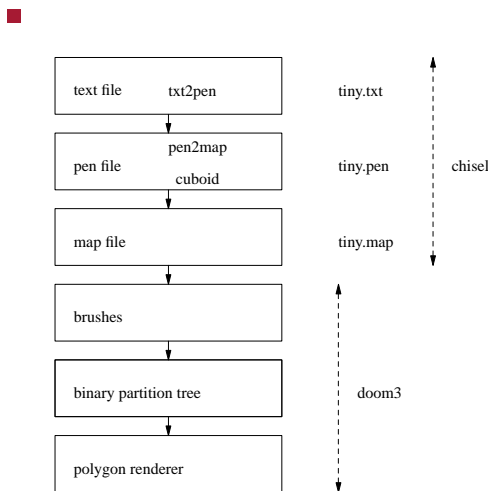 text file txt2pen tiny.txt
pen2map
pen file tiny.pen chisel
cuboid
map file tiny.map
brushes
binary partition tree doom3
polygon renderer